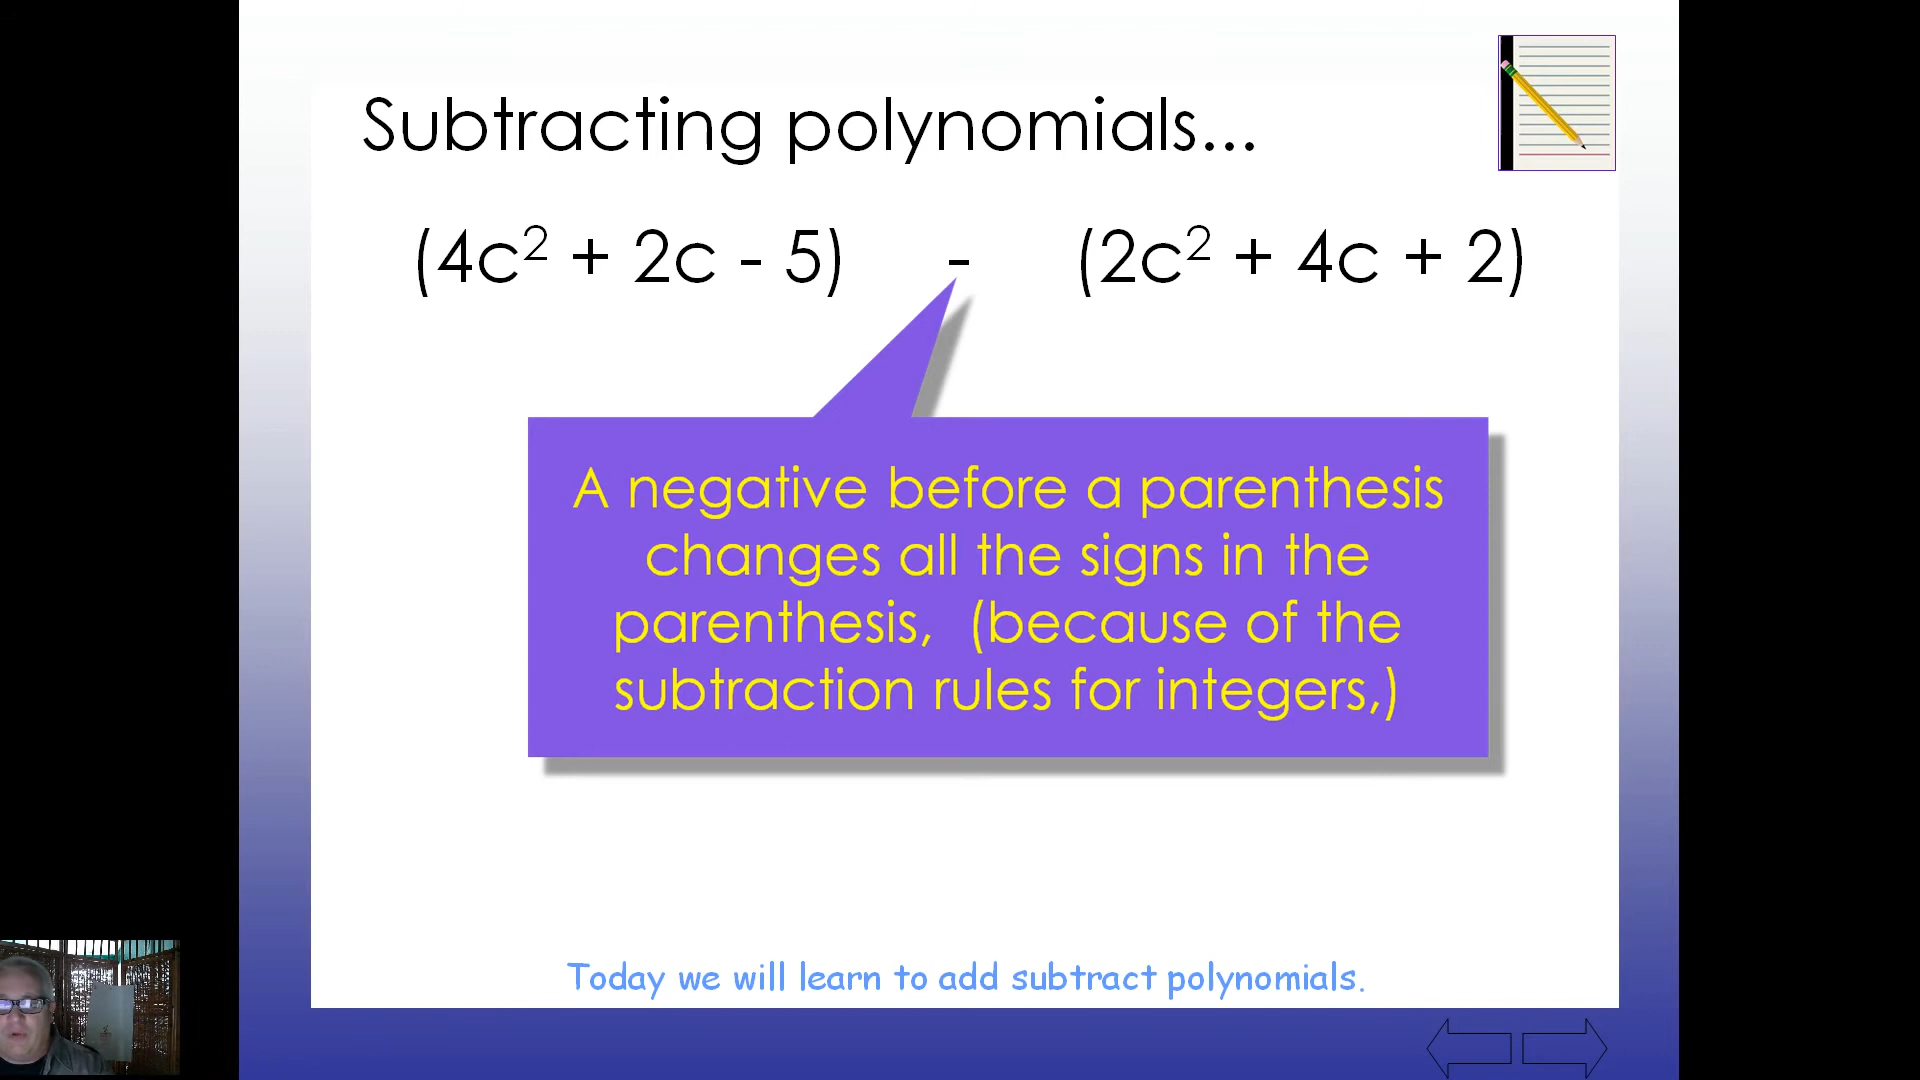 Subtracting polynomials...
(4c² + 2c - 5) - (2c² + 4c + 2)
A negative before a parenthesis
changes all the signs in the
parenthesis, (because of the
subtraction rules for integers,)
Today we will learn to add subtract polynomials.